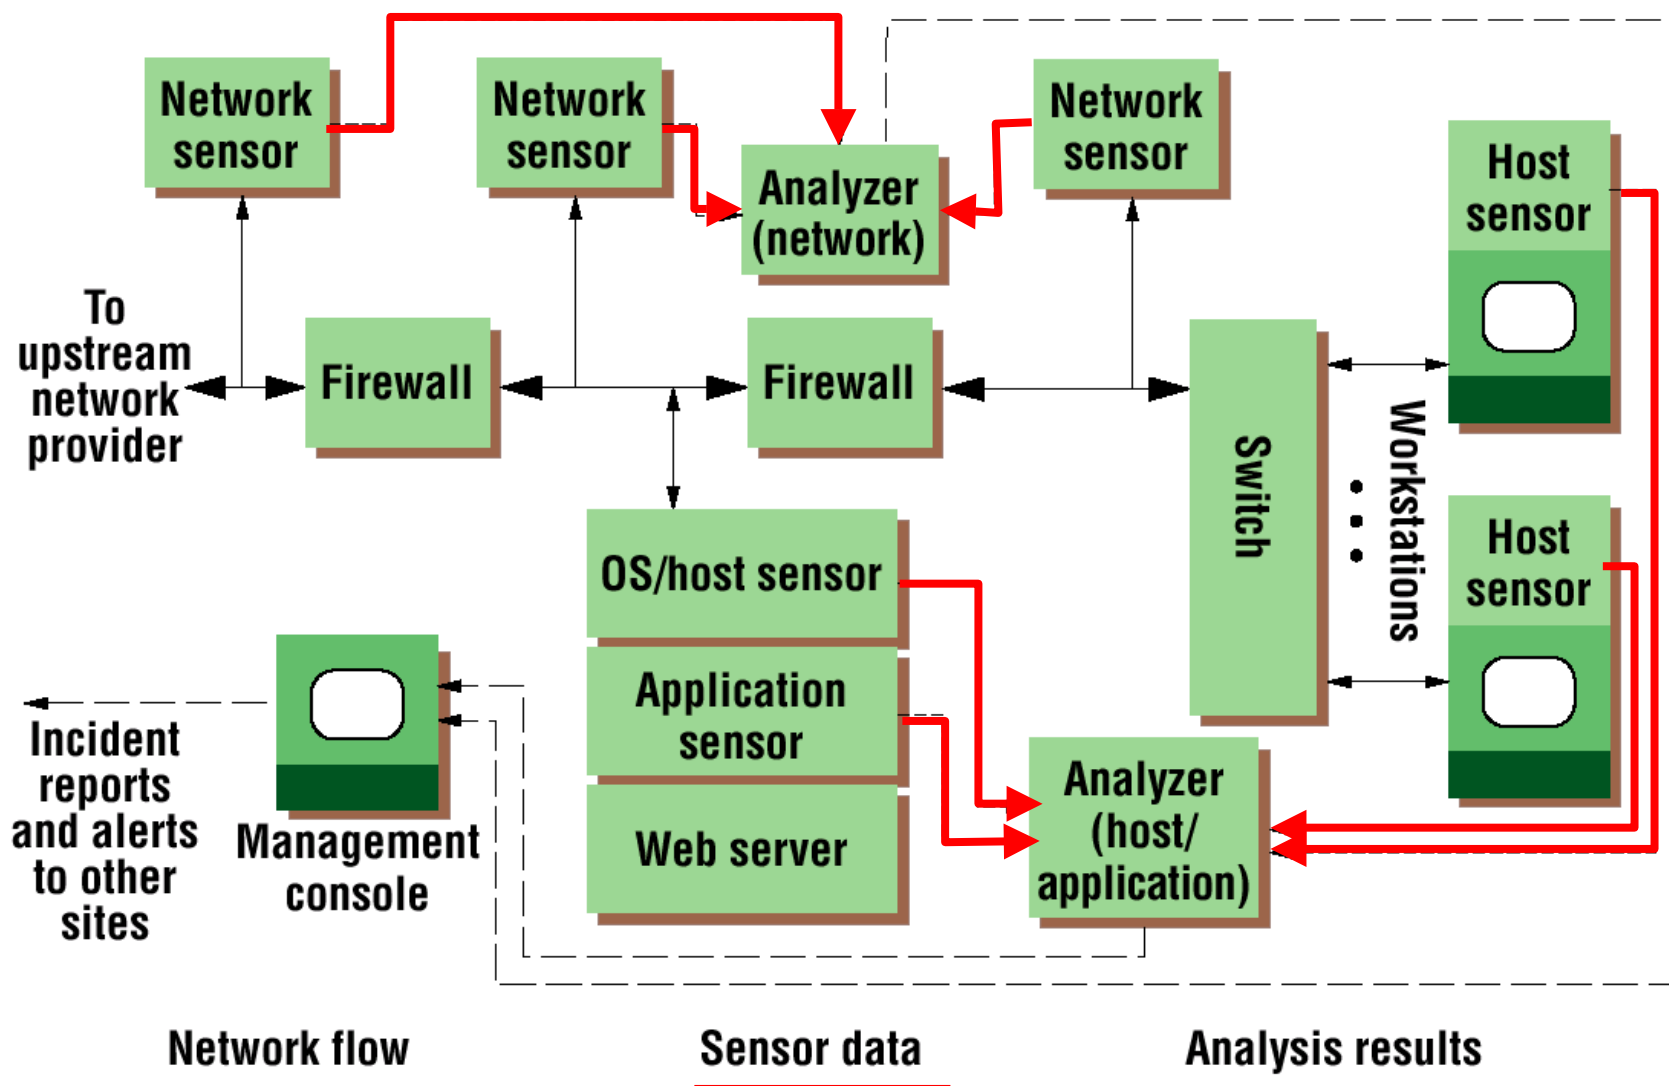 Network
sensor
Network
sensor
Analyzer
(network)
Network
sensor
Host
sensor
To
upstream
network
provider
Firewall
Firewall
Switch
Workstations
Host
sensor
OS/host sensor
Application
sensor
Web server
Analyzer
(host/
application)
Management
console
Incident
reports
and alerts
to other
sites
Network flow
Sensor data
Analysis results